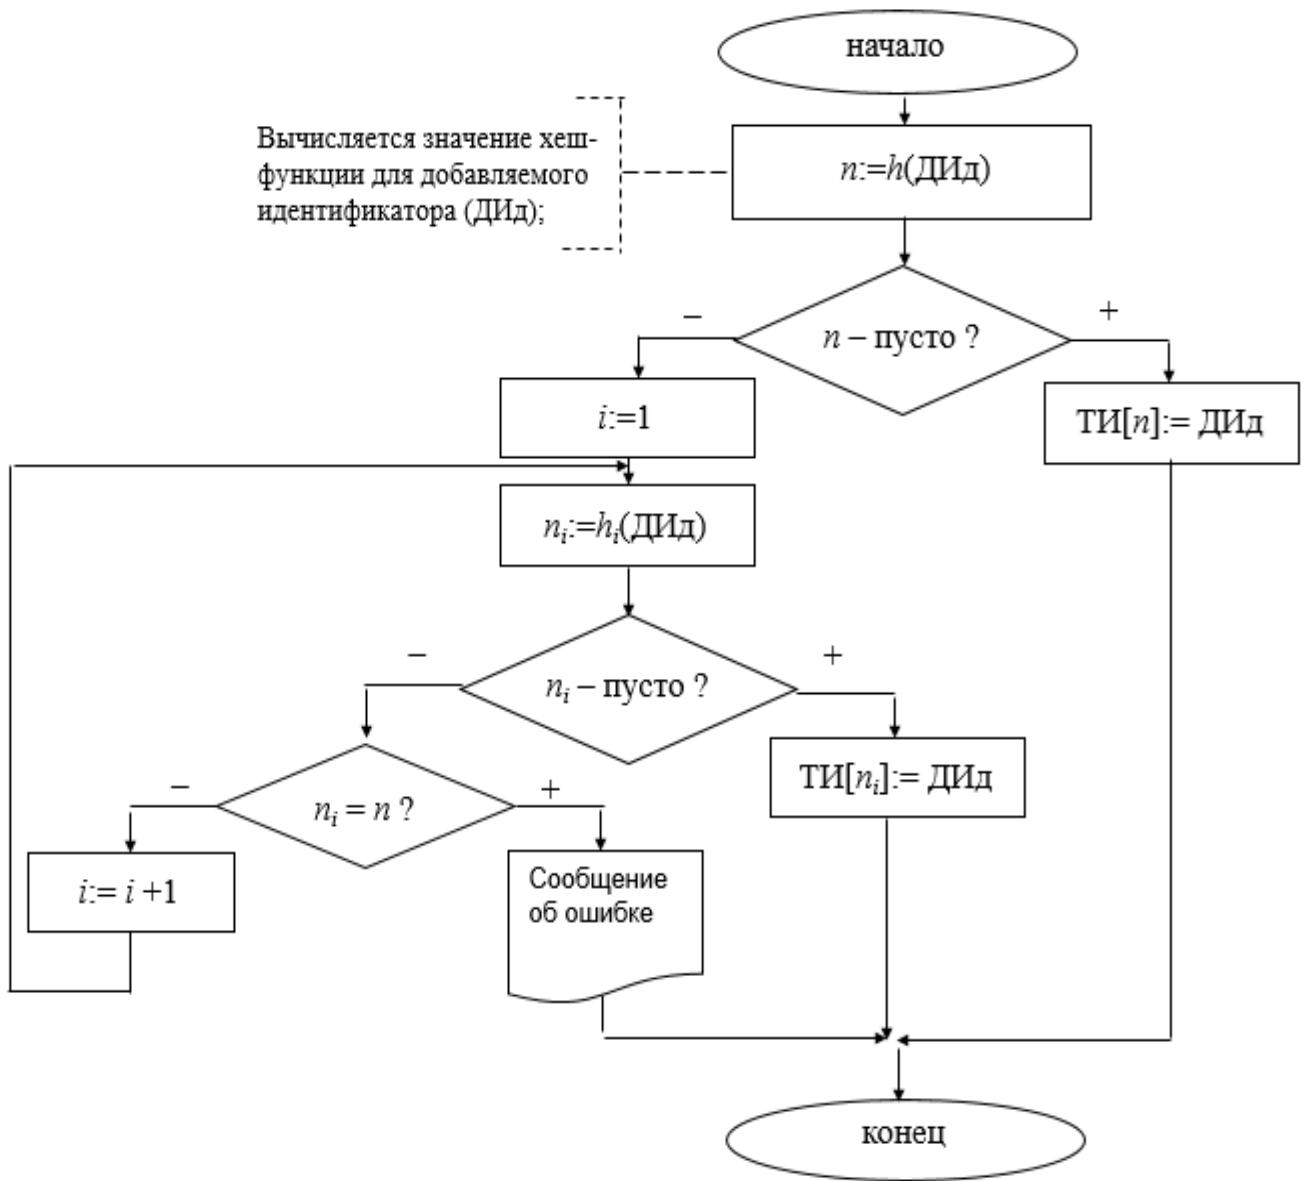 начало
Вычисляется значение хеш-
функции для добавляемого
идентификатора (ДИд);
n:=h(ДИд)
n – пусто ?
–
+
i:=1
ТИ[n]:= ДИд
nᵢ:=hᵢ(ДИд)
nᵢ – пусто ?
–
+
ТИ[nᵢ]:= ДИд
nᵢ = n ?
–
+
i:= i +1
Сообщение
об ошибке
конец